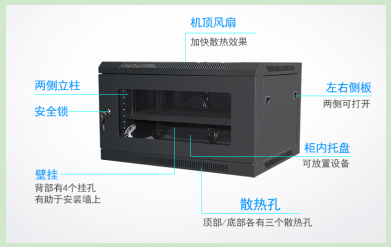 机顶风扇
加快散热效果
两侧立柱
安全锁
左右侧板
两侧可打开
柜内托盘
可放置设备
壁挂
背部有4个挂孔
有助于安装墙上
散热孔
顶部/底部各有三个散热孔